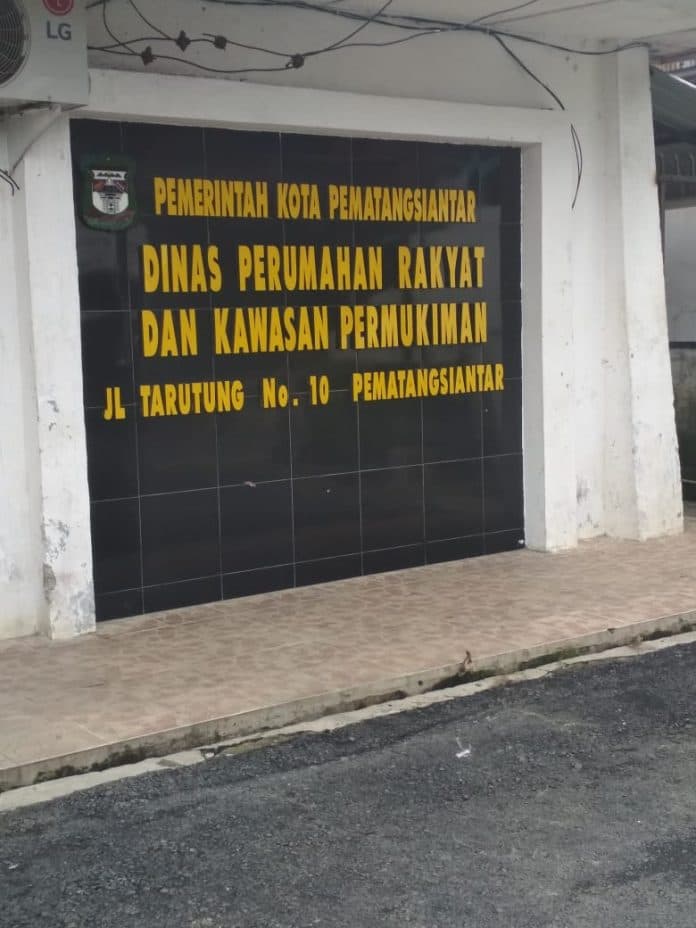 LG
PEMERINTAH KOTA PEMATANGSIANTAR
DINAS PERUMAHAN RAKYAT
DAN KAWASAN PERMUKIMAN
JL TARUTUNG No. 10 PEMATANGSIANTAR